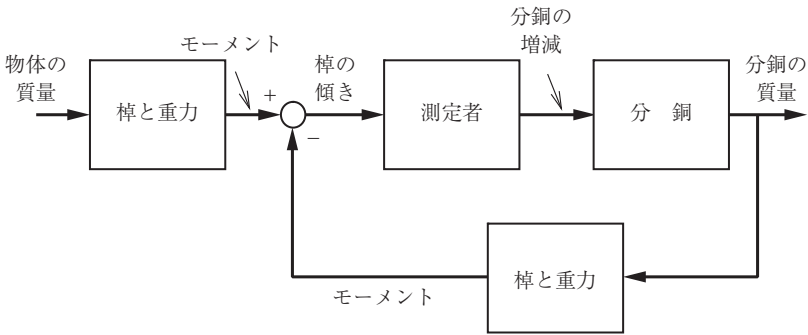 物体の
質量
棹と重力
モーメント
+
−
棹の
傾き
測定者
分銅の
増減
分 銅
分銅の
質量
棹と重力
モーメント